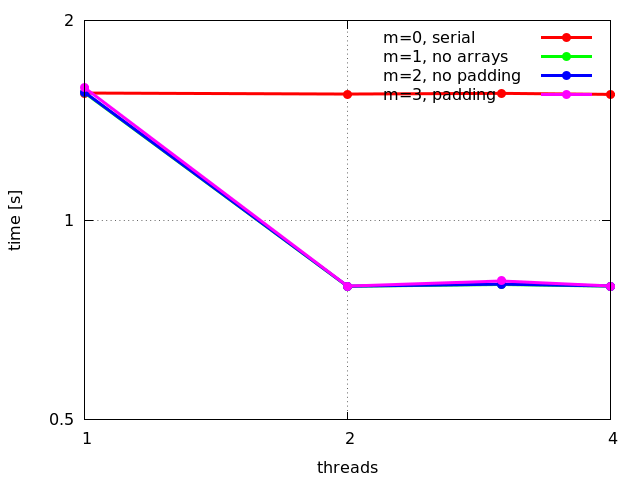 2
m=0, serial
m=1, no arrays
m=2, no padding
m=3, padding
time [s]
1
0.5
1
2
4
threads